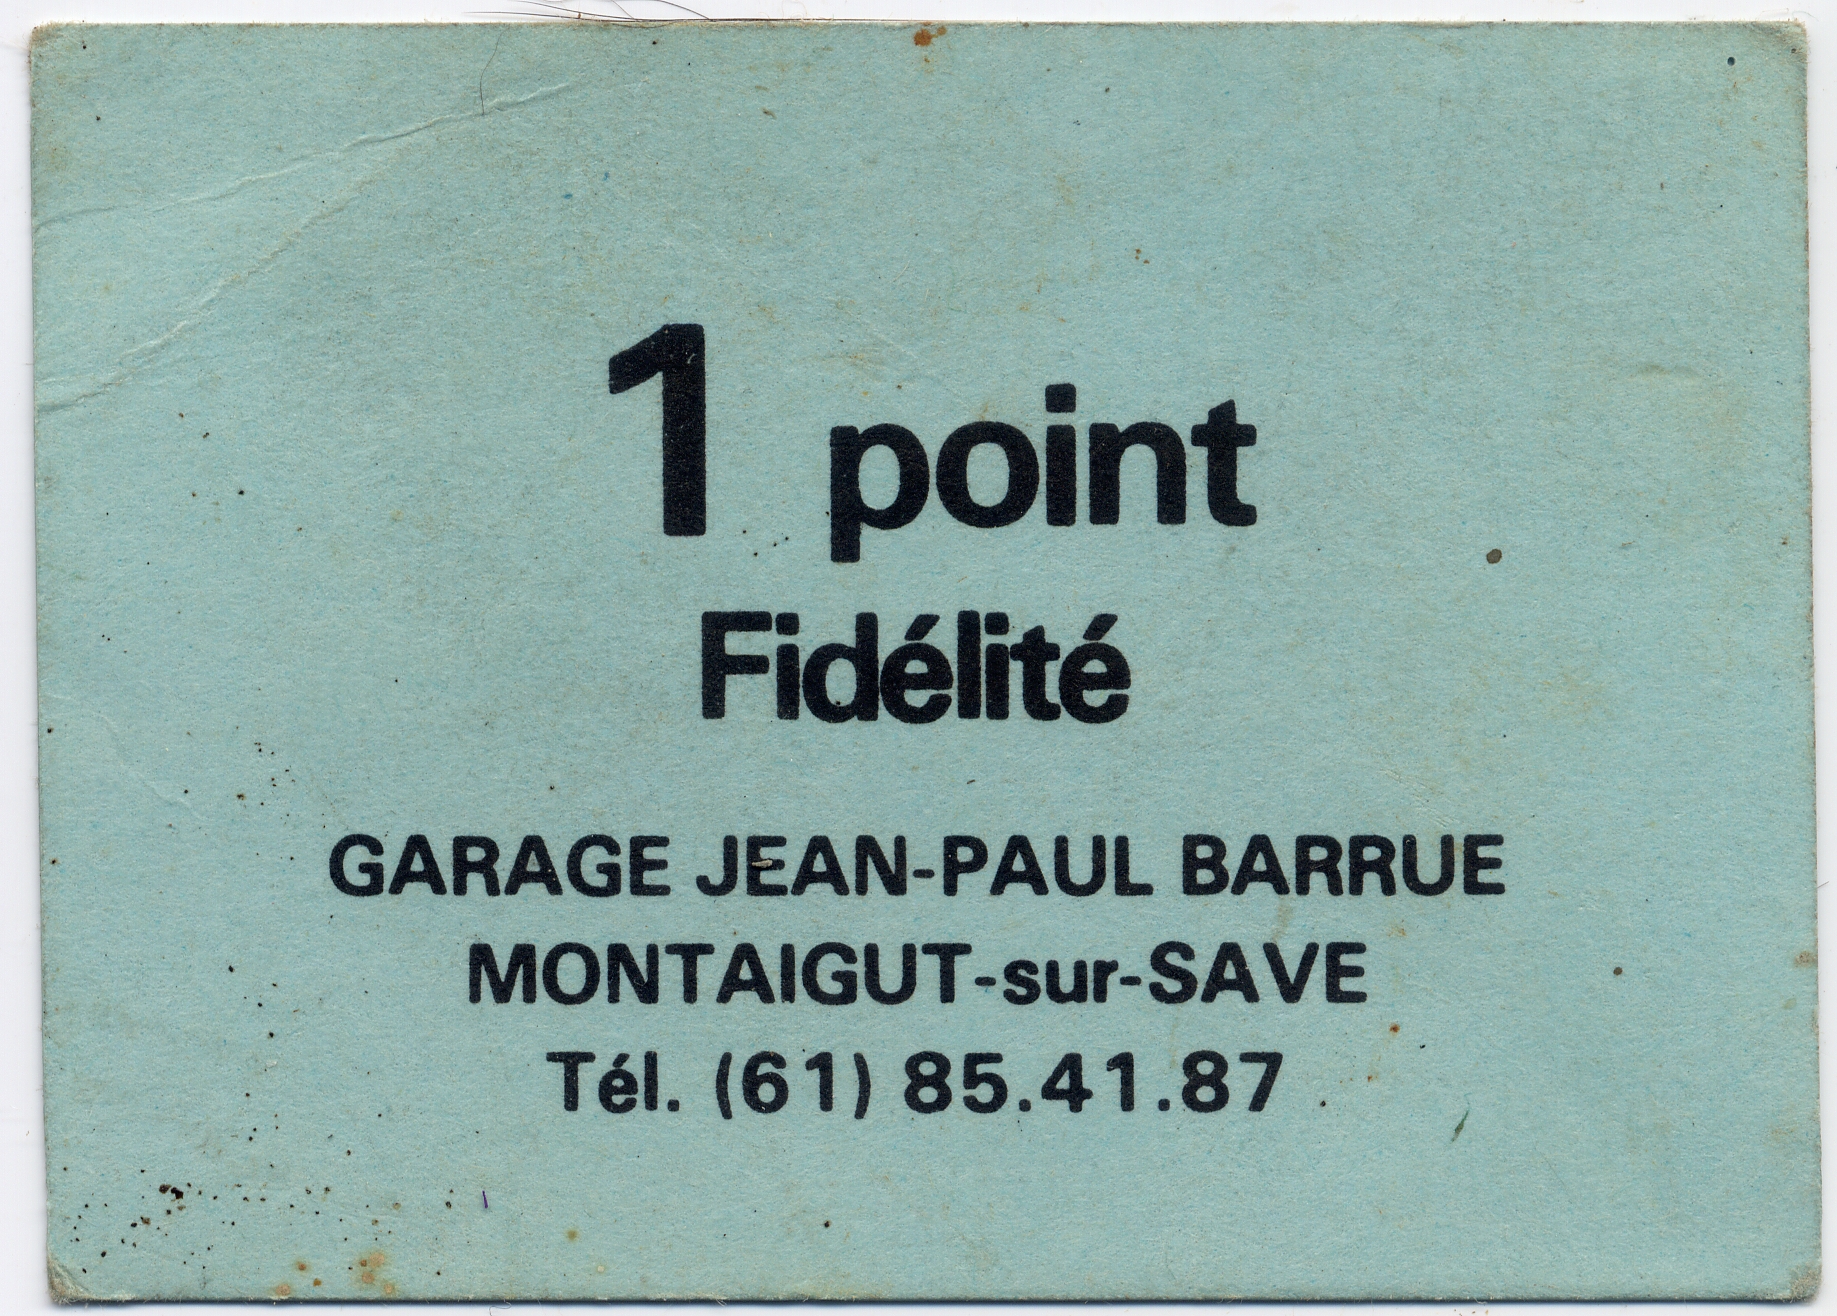 1 point
Fidélité
GARAGE JEAN-PAUL BARRUE
MONTAIGUT-sur-SAVE
Tél. (61) 85.41.87